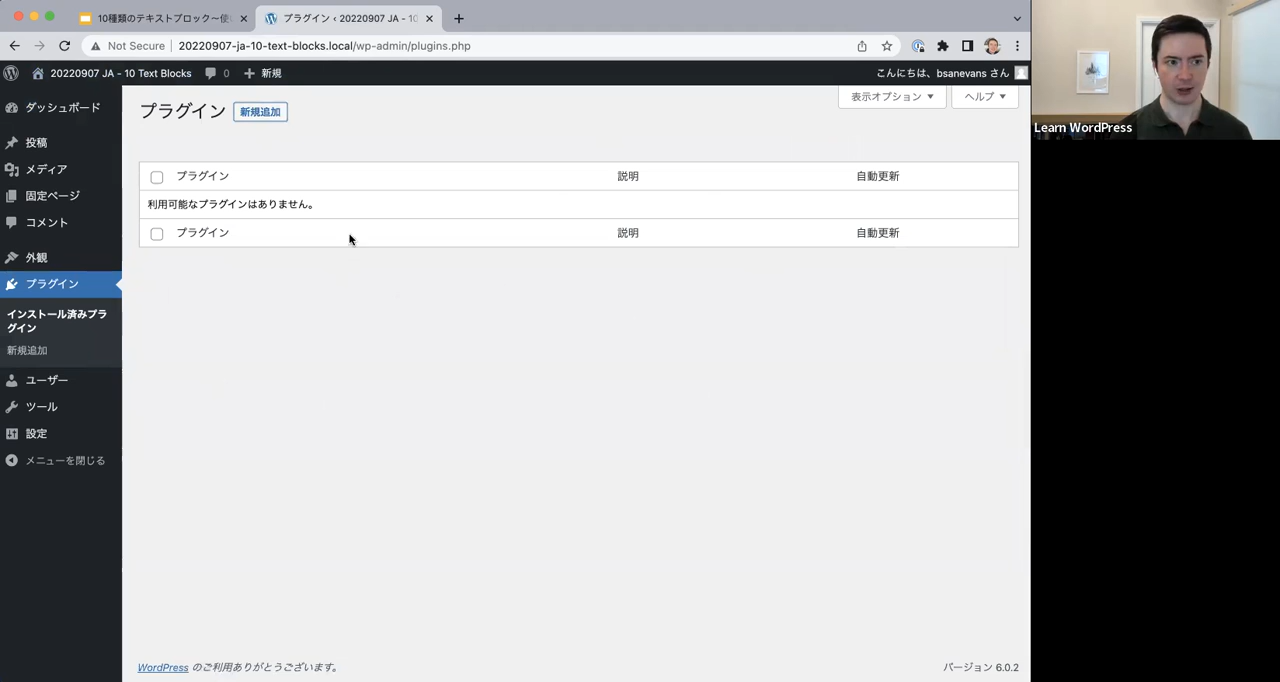 10種類のテキストブロック〜使
プラグイン ‹ 20220907 JA - 10
Not Secure
20220907-ja-10-text-blocks.local/wp-admin/plugins.php
20220907 JA - 10 Text Blocks
0
新規
こんにちは、bsanevans さん
ダッシュボード
投稿
メディア
固定ページ
コメント
外観
プラグイン
インストール済みプラ
グイン
新規追加
ユーザー
ツール
設定
メニューを閉じる
プラグイン
新規追加
表示オプション ▼
ヘルプ ▼
プラグイン 説明 自動更新
利用可能なプラグインはありません。
プラグイン 説明 自動更新
WordPress のご利用ありがとうございます。
バージョン 6.0.2
Learn WordPress